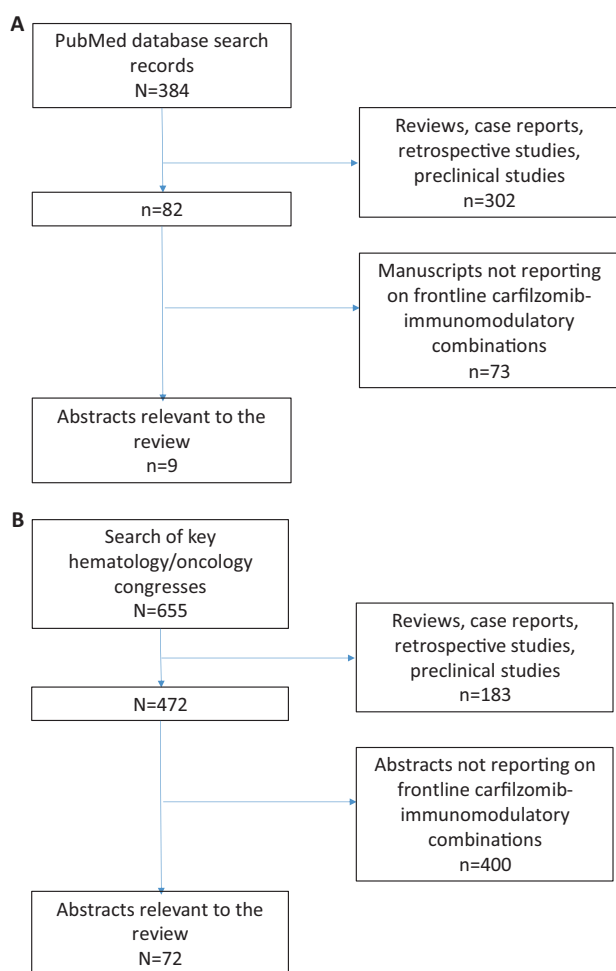 A
PubMed database search
records
N=384
Reviews, case reports,
retrospective studies,
preclinical studies
n=302
n=82
Manuscripts not reporting
on frontline carfilzomib-
immunomodulatory
combinations
n=73
Abstracts relevant to the
review
n=9
B
Search of key
hematology/oncology
congresses
N=655
Reviews, case reports,
retrospective studies,
preclinical studies
n=183
N=472
Abstracts not reporting on
frontline carfilzomib-
immunomodulatory
combinations
n=400
Abstracts relevant to the
review
N=72